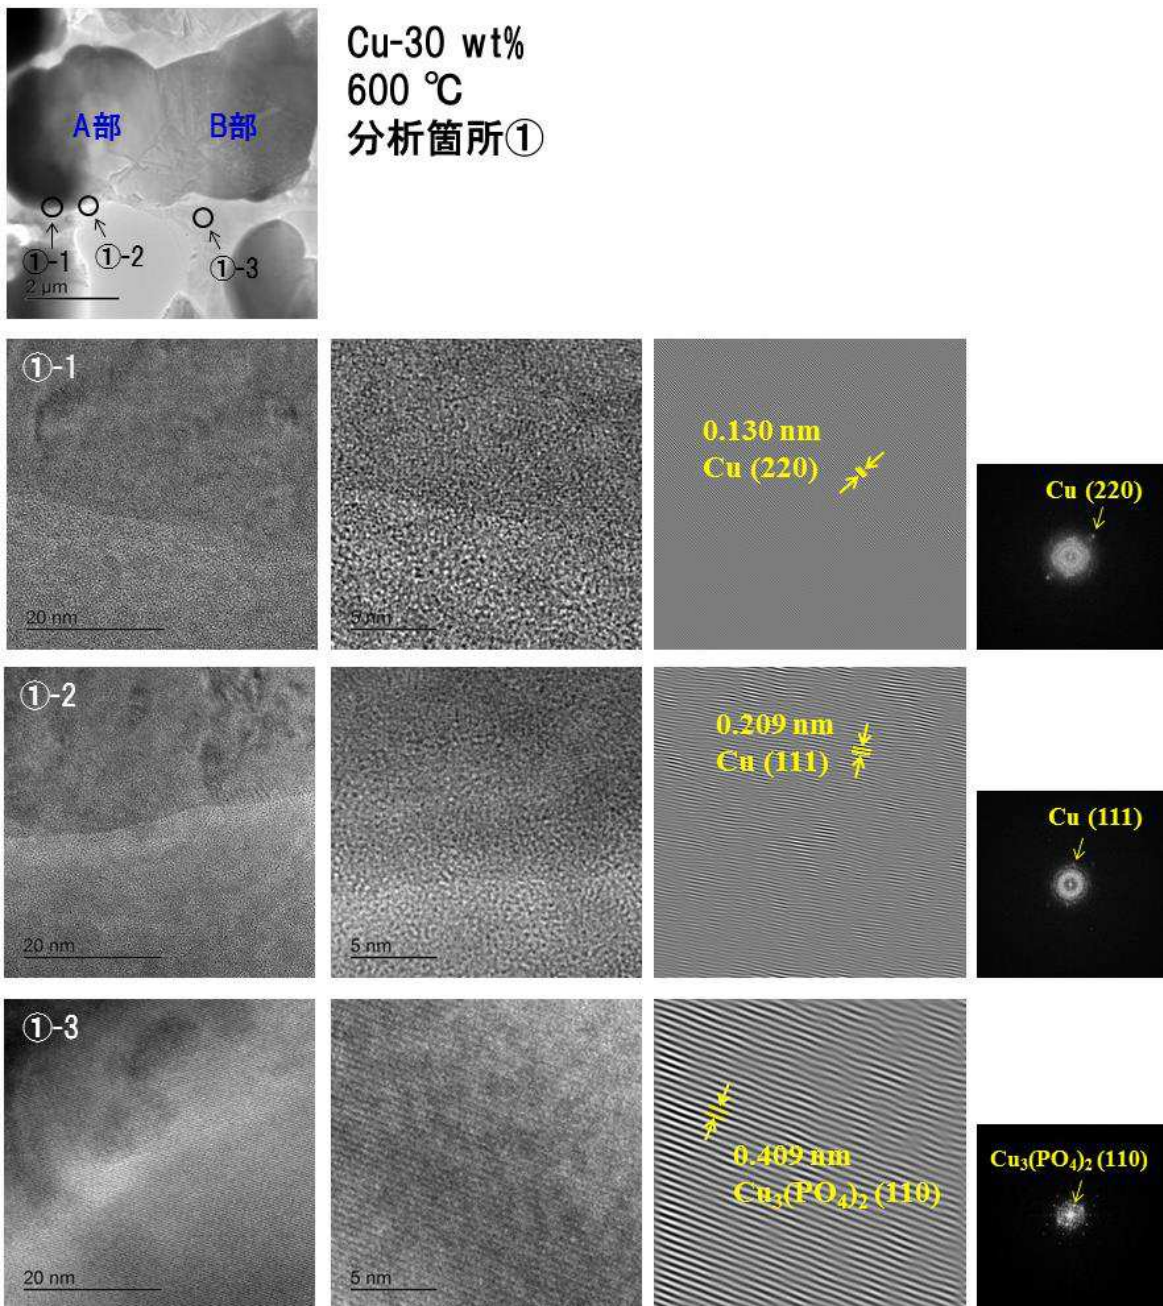 A部
B部
①-1
①-2
①-3
2 μm
Cu-30 wt%
600 ℃
分析箇所①
①-1
20 nm
5 nm
0.130 nm
Cu (220)
Cu (220)
①-2
20 nm
5 nm
0.209 nm
Cu (111)
Cu (111)
①-3
20 nm
5 nm
0.409 nm
Cu₃(PO₄)₂ (110)
Cu₃(PO₄)₂ (110)